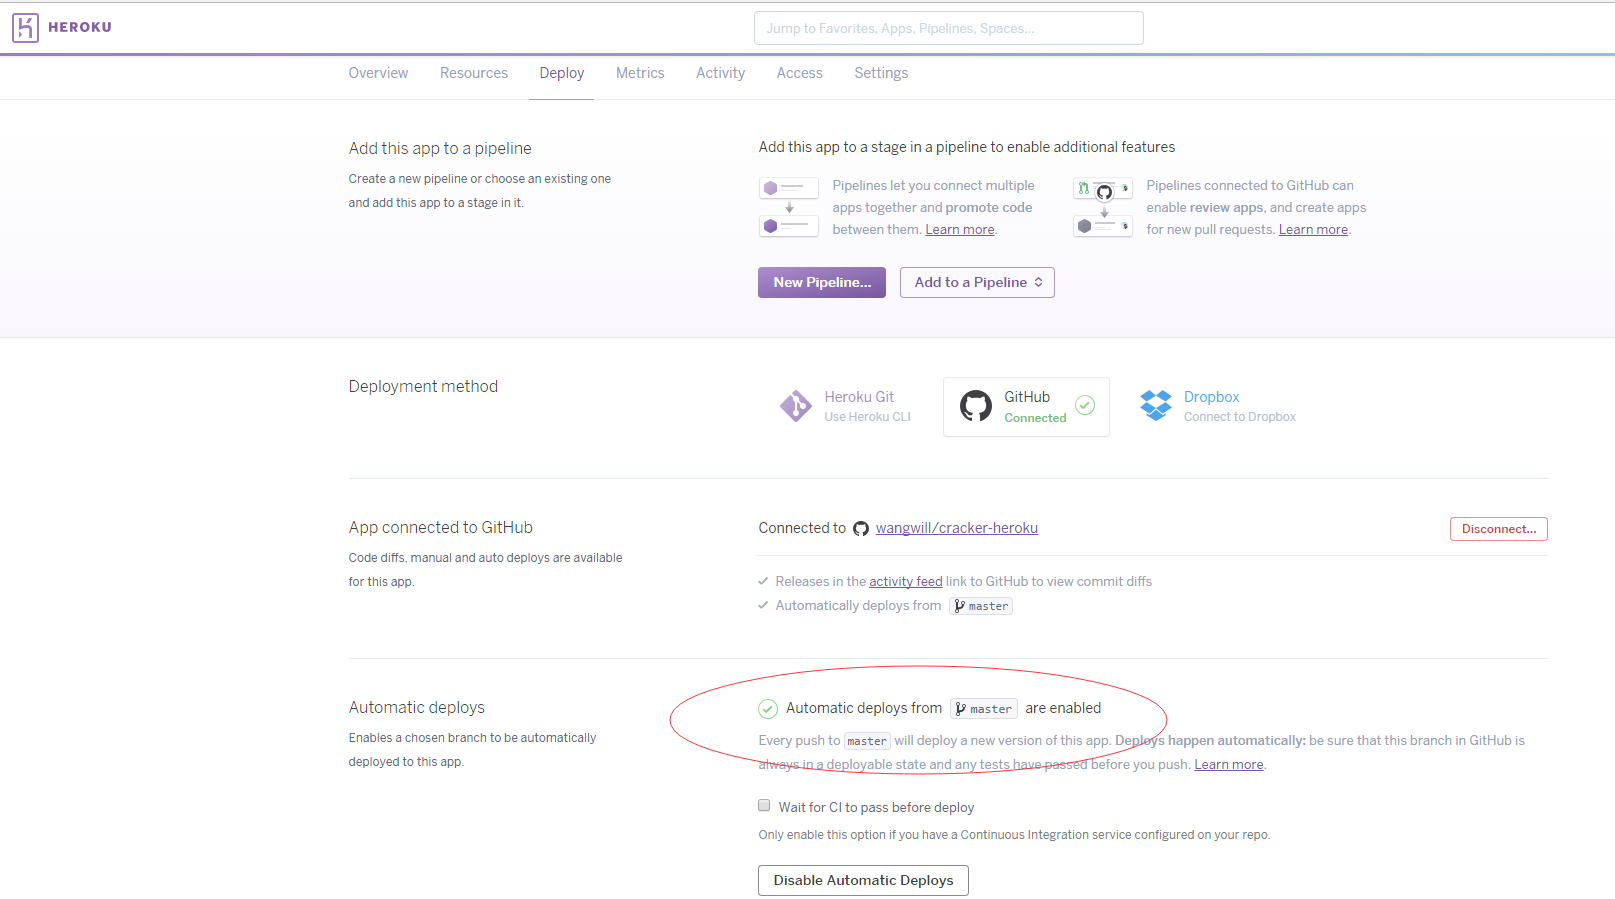 HEROKU
Jump to Favorites, Apps, Pipelines, Spaces...
Overview Resources Deploy Metrics Activity Access Settings
Add this app to a pipeline
Create a new pipeline or choose an existing one
and add this app to a stage in it.
Add this app to a stage in a pipeline to enable additional features
Pipelines let you connect multiple
apps together and promote code
between them. Learn more.
Pipelines connected to GitHub can
enable review apps, and create apps
for new pull requests. Learn more.
New Pipeline...
Add to a Pipeline
Deployment method
Heroku Git
Use Heroku CLI
GitHub
Connected
Dropbox
Connect to Dropbox
App connected to GitHub
Code diffs, manual and auto deploys are available
for this app.
Connected to wangwill/cracker-heroku
Disconnect...
Releases in the activity feed link to GitHub to view commit diffs
Automatically deploys from master
Automatic deploys
Enables a chosen branch to be automatically
deployed to this app.
Automatic deploys from master are enabled
Every push to master will deploy a new version of this app. Deploys happen automatically: be sure that this branch in GitHub is
always in a deployable state and any tests have passed before you push. Learn more.
Wait for CI to pass before deploy
Only enable this option if you have a Continuous Integration service configured on your repo.
Disable Automatic Deploys